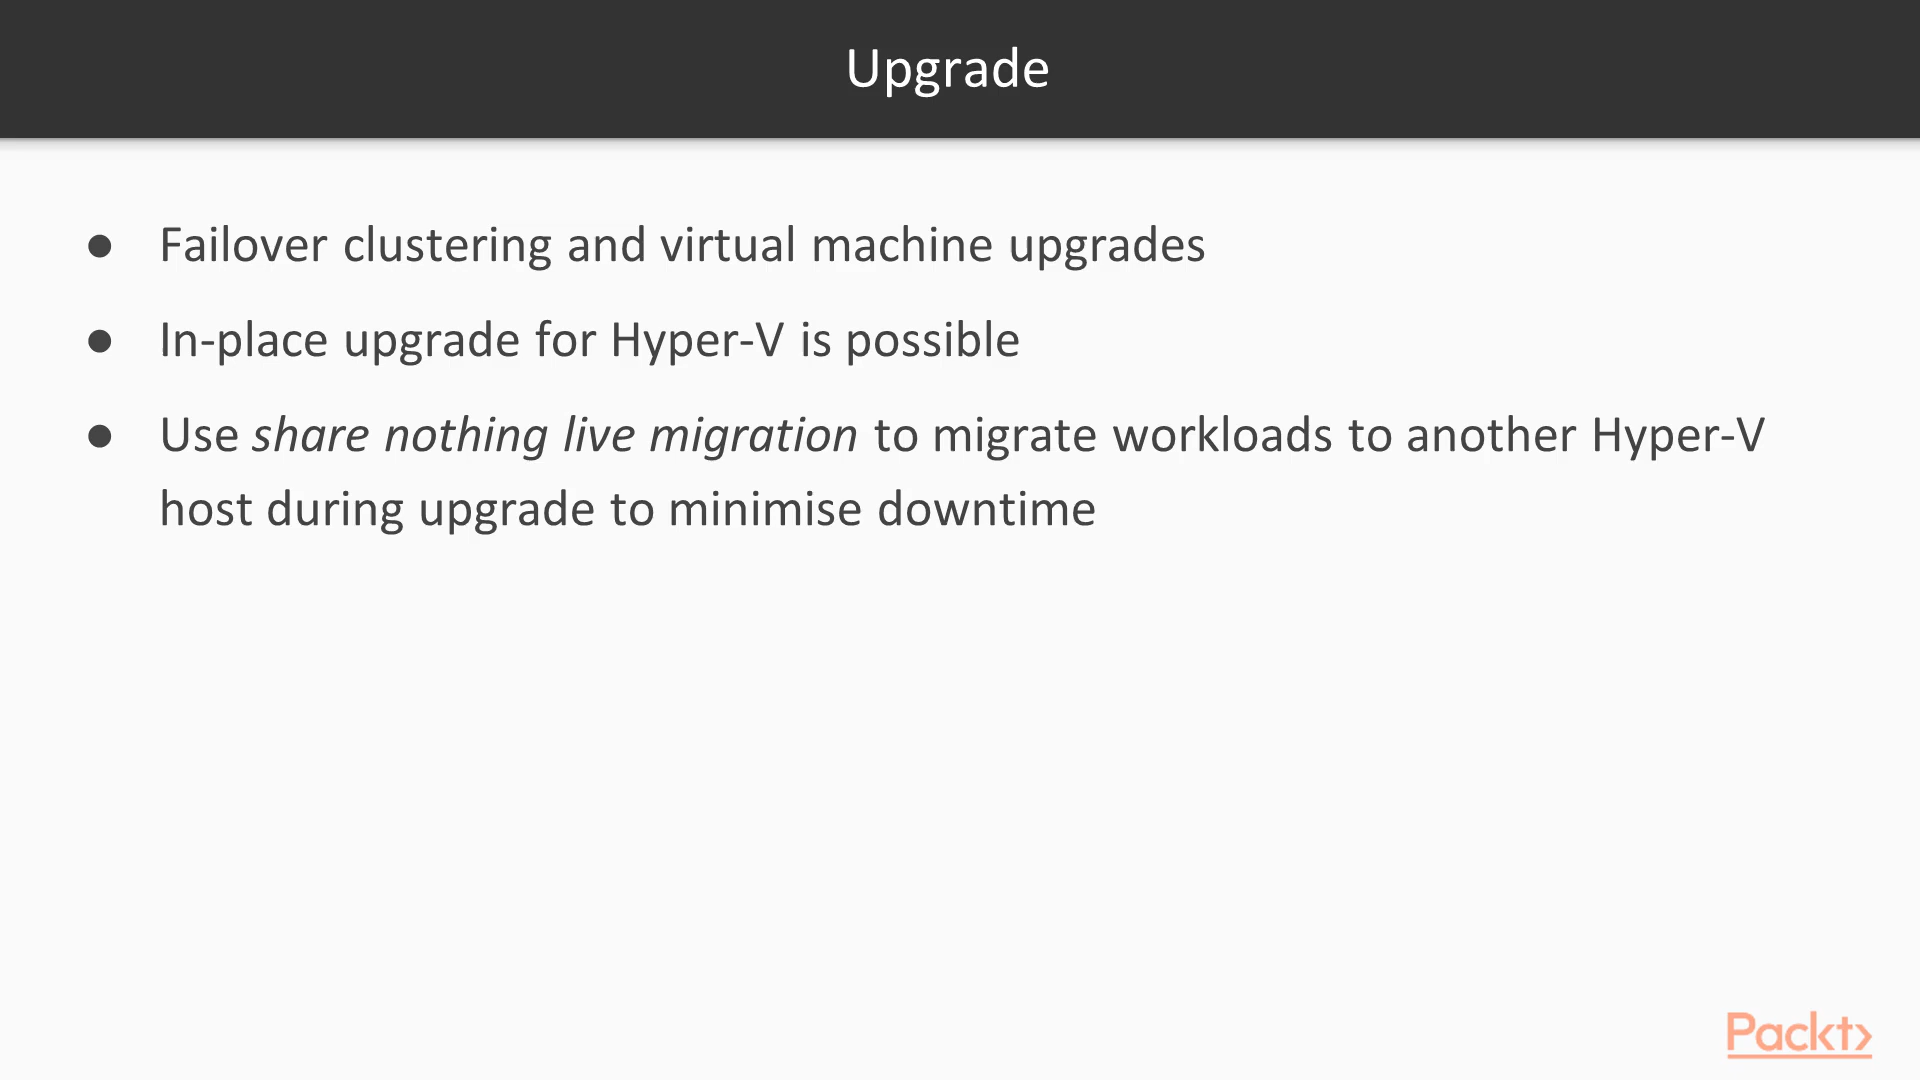 Upgrade
● Failover clustering and virtual machine upgrades
● In-place upgrade for Hyper-V is possible
● Use share nothing live migration to migrate workloads to another Hyper-V
host during upgrade to minimise downtime
Packt>